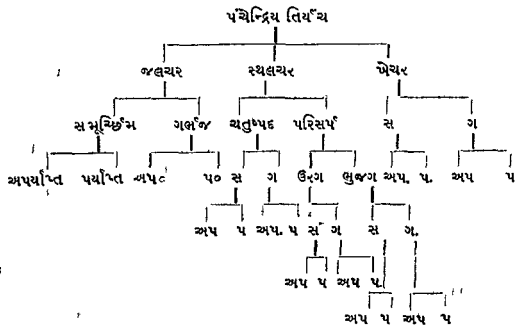 પંચેન્દ્રિય તિર્યંચ
જલચર સ્થલચર ખેચર
સમૂર્ચ્છિમ ગર્ભજ ચતુષ્પદ પરિસર્પ સ ગ
અપર્યાપ્ત પર્યાપ્ત અપ૦ ૫૦ સ ગ ઉરગ ભુજગ અપ. પ. અપ પ
અપ પ અપ. પ સ ગ સ ગ.
અપ પ અપ પ.
અપ પ અપ પ